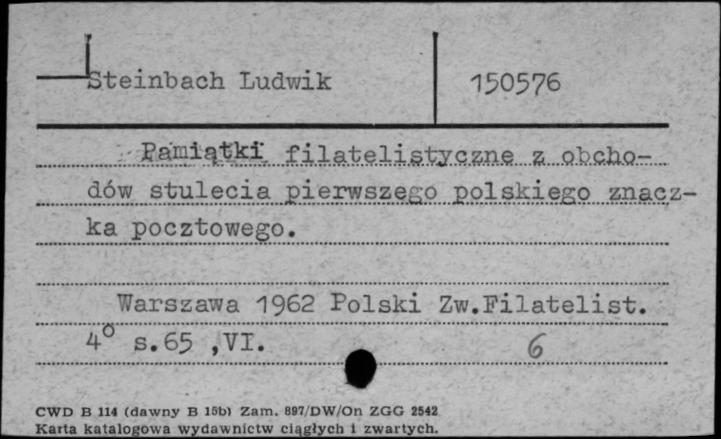 Steinbach Ludwik 150576
Pamiątki filatelistyczne z obcho-
dów stulecia pierwszego polskiego znacz-
ka pocztowego.
Warszawa 1962 Polski Zw.Filatelist.
4° s.65 ,VI. 6
CWD B 114 (dawny B 15b) Zam. 897/DW/On ZGG 2542
Karta katalogowa wydawnictw ciągłych i zwartych.